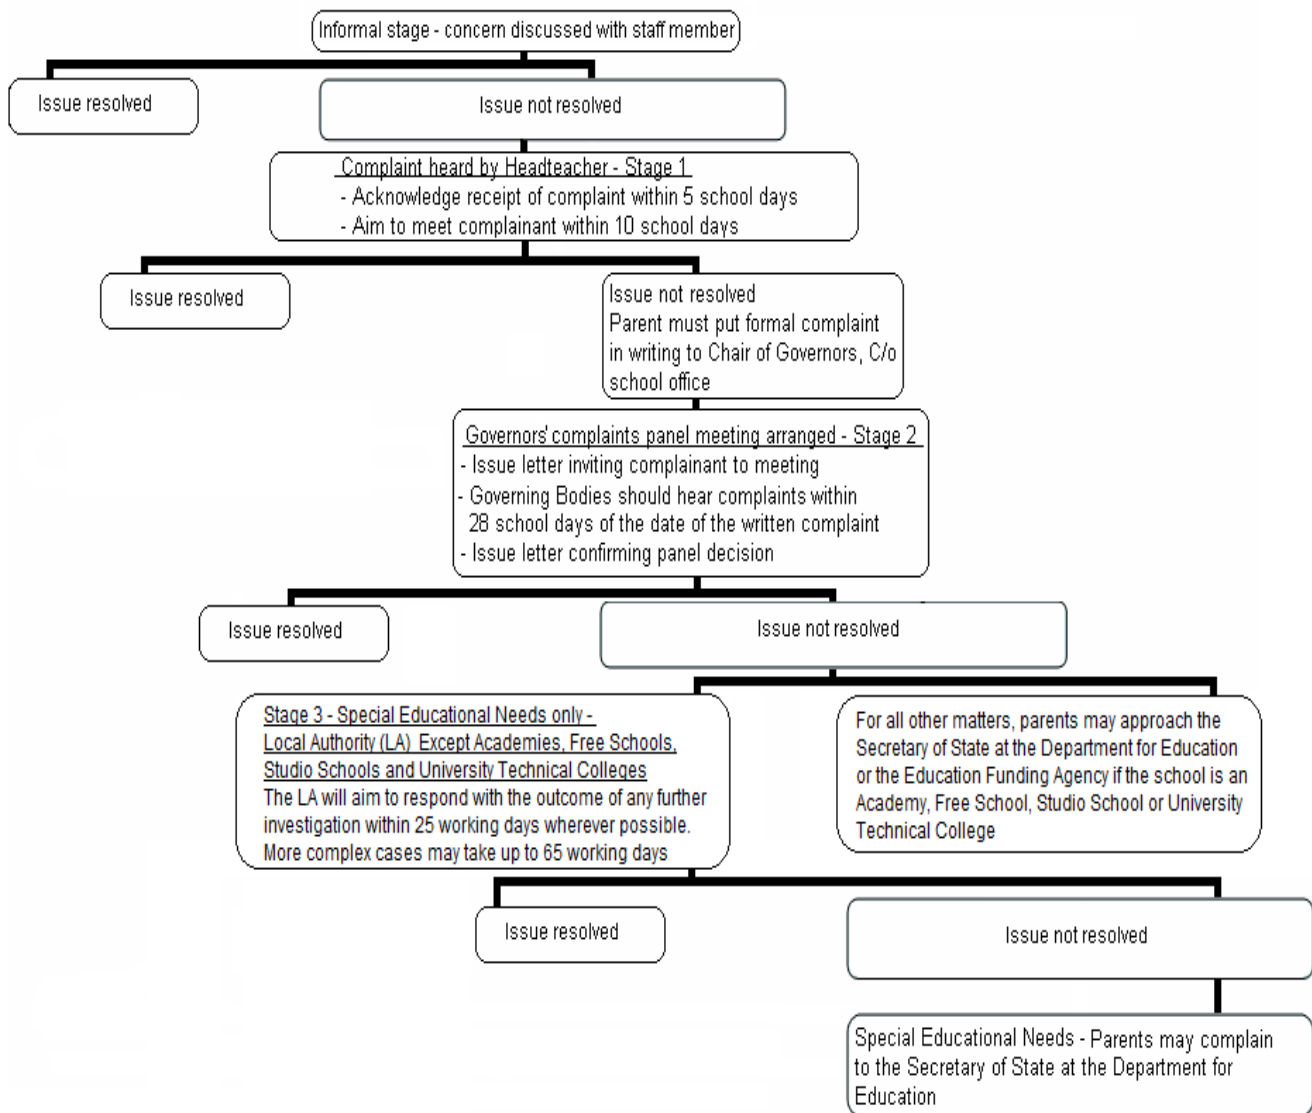 Informal stage - concern discussed with staff member
Issue resolved
Issue not resolved
Complaint heard by Headteacher - Stage 1
- Acknowledge receipt of complaint within 5 school days
- Aim to meet complainant within 10 school days
Issue resolved
Issue not resolved
Parent must put formal complaint
in writing to Chair of Governors, C/o
school office
Governors' complaints panel meeting arranged - Stage 2
- Issue letter inviting complainant to meeting
- Governing Bodies should hear complaints within
28 school days of the date of the written complaint
- Issue letter confirming panel decision
Issue resolved
Issue not resolved
Stage 3 - Special Educational Needs only -
Local Authority (LA) Except Academies, Free Schools,
Studio Schools and University Technical Colleges
The LA will aim to respond with the outcome of any further
investigation within 25 working days wherever possible.
More complex cases may take up to 65 working days
For all other matters, parents may approach the
Secretary of State at the Department for Education
or the Education Funding Agency if the school is an
Academy, Free School, Studio School or University
Technical College
Issue resolved
Issue not resolved
Special Educational Needs - Parents may complain
to the Secretary of State at the Department for
Education